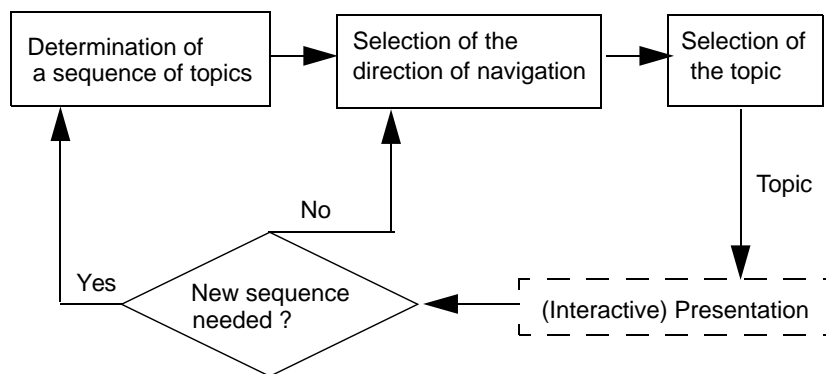 Determination of
a sequence of topics
Selection of the
direction of navigation
Selection of
the topic
Topic
No
Yes
New sequence
needed ?
(Interactive) Presentation